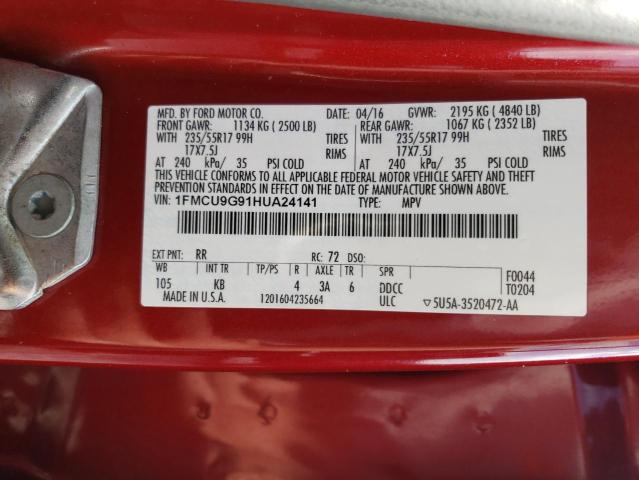 MFD. BY FORD MOTOR CO. DATE: 04/16 GVWR: 2195 KG ( 4840 LB)
FRONT GAWR: 1134 KG ( 2500 LB) REAR GAWR: 1067 KG ( 2352 LB)
WITH 235/55R17 99H TIRES WITH 235/55R17 99H TIRES
17X7.5J RIMS 17X7.5J RIMS
AT 240 kPa/ 35 PSI COLD AT 240 kPa/ 35 PSI COLD
THIS VEHICLE CONFORMS TO ALL APPLICABLE FEDERAL MOTOR VEHICLE SAFETY AND THEFT
PREVENTION STANDARDS IN EFFECT ON THE DATE OF MANUFACTURE SHOWN ABOVE.
VIN: 1FMCU9G91HUA24141 TYPE: MPV
EXT PNT: RR RC: 72 DSO:
WB INT TR TP/PS R AXLE TR SPR F0044
105 KB 4 3A 6 DDCC T0204
MADE IN U.S.A. 1201604235664 ULC ▽5U5A-3520472-AA